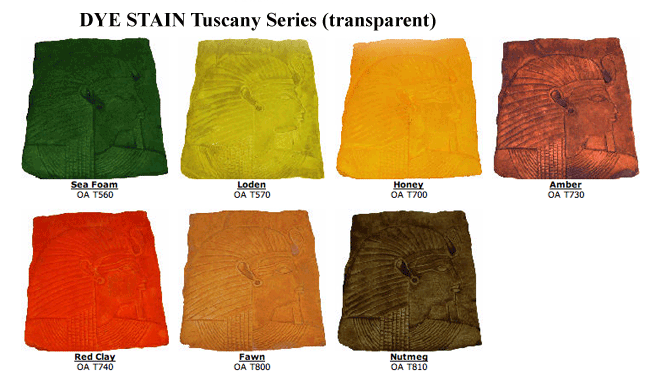 DYE STAIN Tuscany Series (transparent)
Sea Foam
OA T560
Loden
OA T570
Honey
OA T700
Amber
OA T730
Red Clay
OA T740
Fawn
OA T800
Nutmeg
OA T810